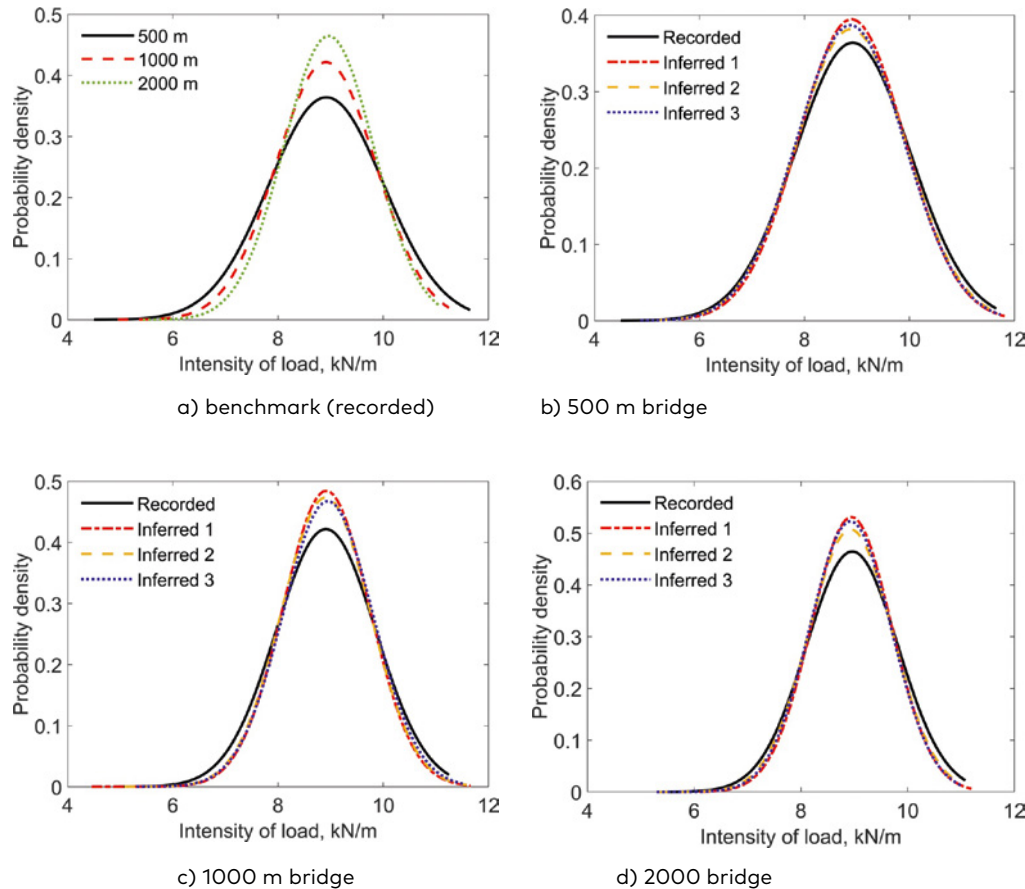 0.5
0.4
0.3
0.2
0.1
0
Probability density
500 m
1000 m
2000 m
4 6 8 10 12
Intensity of load, kN/m
a) benchmark (recorded)
0.4
0.3
0.2
0.1
0
Probability density
Recorded
Inferred 1
Inferred 2
Inferred 3
4 6 8 10 12
Intensity of load, kN/m
b) 500 m bridge
0.5
0.4
0.3
0.2
0.1
0
Probability density
Recorded
Inferred 1
Inferred 2
Inferred 3
4 6 8 10 12
Intensity of load, kN/m
c) 1000 m bridge
0.6
0.5
0.4
0.3
0.2
0.1
0
Probability density
Recorded
Inferred 1
Inferred 2
Inferred 3
4 6 8 10 12
Intensity of load, kN/m
d) 2000 bridge